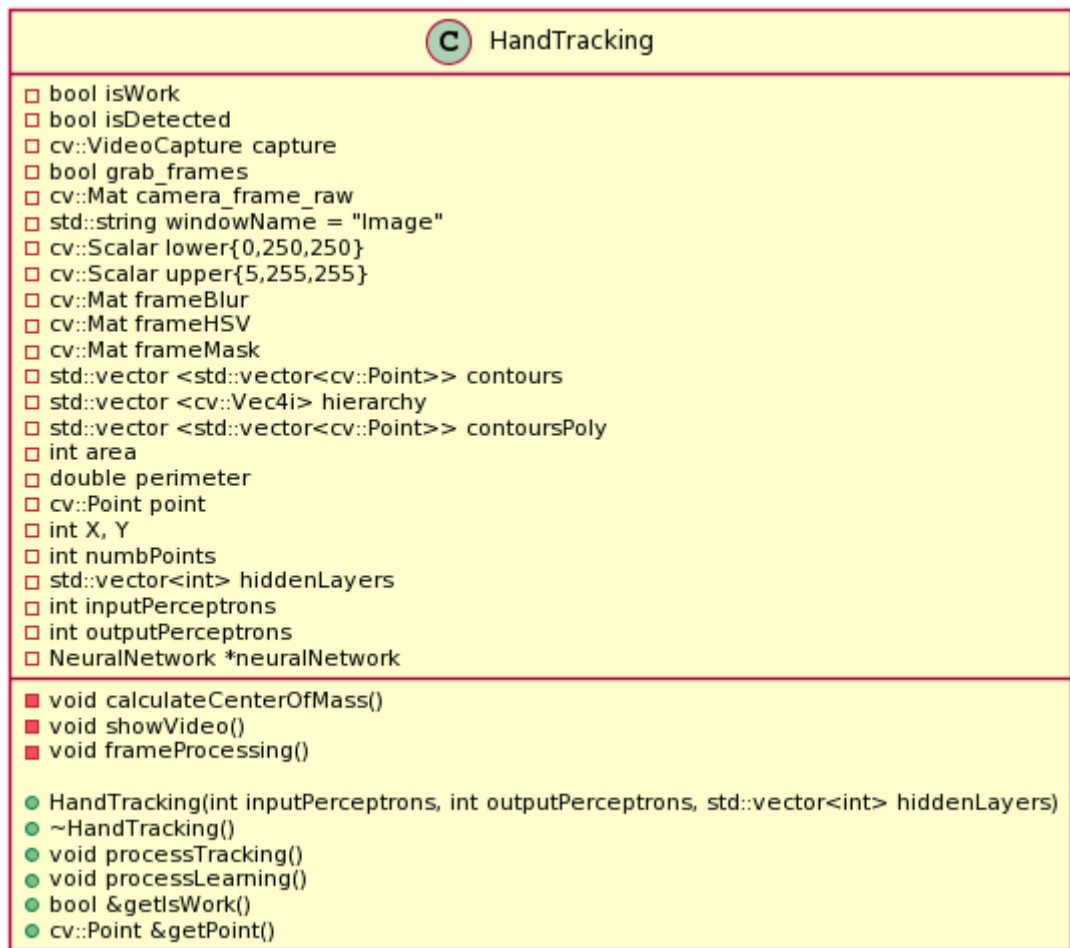 C HandTracking
bool isWork
bool isDetected
cv::VideoCapture capture
bool grab_frames
cv::Mat camera_frame_raw
std::string windowName = "Image"
cv::Scalar lower{0,250,250}
cv::Scalar upper{5,255,255}
cv::Mat frameBlur
cv::Mat frameHSV
cv::Mat frameMask
std::vector <std::vector<cv::Point>> contours
std::vector <cv::Vec4i> hierarchy
std::vector <std::vector<cv::Point>> contoursPoly
int area
double perimeter
cv::Point point
int X, Y
int numbPoints
std::vector<int> hiddenLayers
int inputPerceptrons
int outputPerceptrons
NeuralNetwork *neuralNetwork
void calculateCenterOfMass()
void showVideo()
void frameProcessing()
HandTracking(int inputPerceptrons, int outputPerceptrons, std::vector<int> hiddenLayers)
~HandTracking()
void processTracking()
void processLearning()
bool &getIsWork()
cv::Point &getPoint()